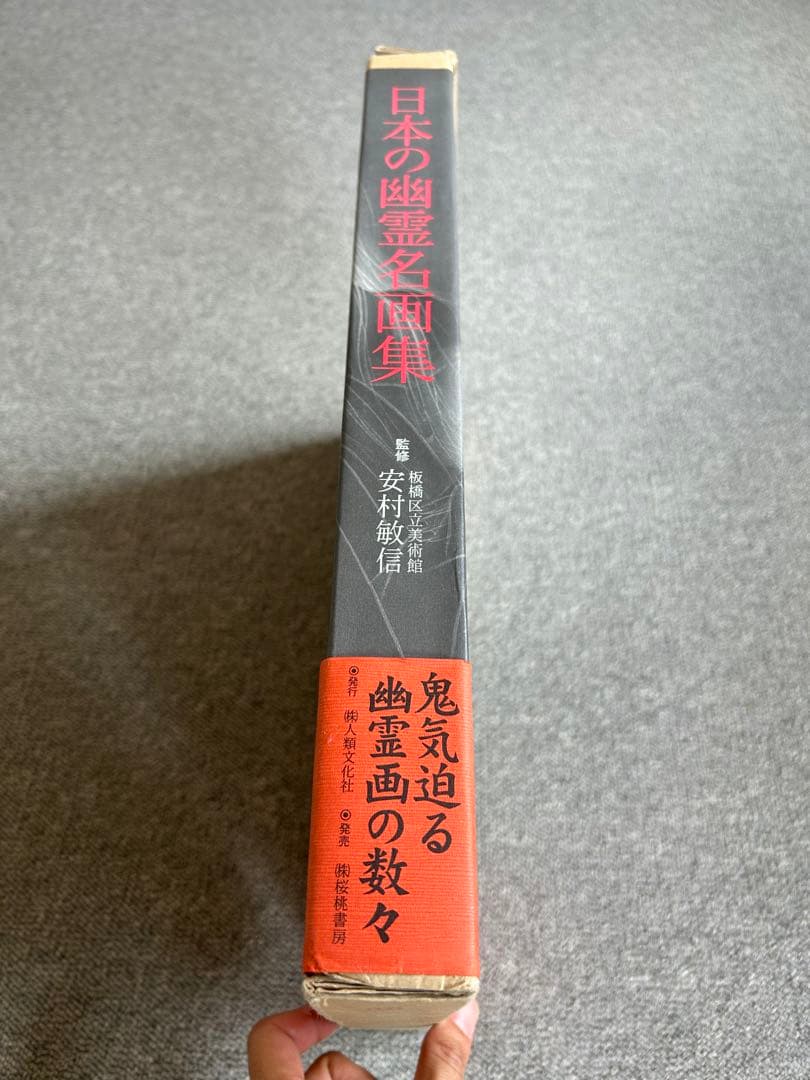 日本の幽霊名画集
監修
板橋区立美術館
安村敏信
鬼気迫る
幽霊画の数々
◎発行 ㈱人類文化社
◎発売 ㈱桜桃書房